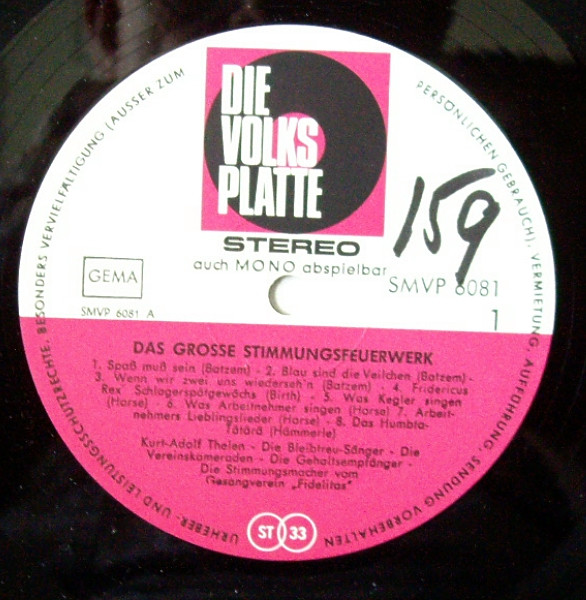 DIE
VOLKS
PLATTE
STEREO
auch MONO abspielbar
159
GEMA
SMVP 6081
SMVP 6081 A
1
DAS GROSSE STIMMUNGSFEUERWERK
1. Spaß muß sein (Batzem) - 2. Blau sind die Veilchen (Batzem) -
3. Wenn wir zwei uns wiederseh'n (Batzem) - 4. Fridericus
Rex Schlagerspätgewächs (Birth) - 5. Was Kegler singen
(Horse) - 6. Was Arbeitnehmer singen (Horse) 7. Arbeit-
nehmers Lieblingslieder (Horse) - 8. Das Humbta-
Tätärä (Hämmerle)
Kurt-Adolf Thelen - Die Bleibtreu-Sänger - Die
Vereinskameraden - Die Gehaltsempfänger -
Die Stimmungsmacher vom
Gesangverein „Fidelitas"
ST 33
URHEBER- UND LEISTUNGSSCHUTZRECHTE, BESONDERS VERVIELFÄLTIGUNG (AUSSER ZUM PERSÖNLICHEN GEBRAUCH), VERMIETUNG, AUFFÜHRUNG, SENDUNG VORBEHALTEN